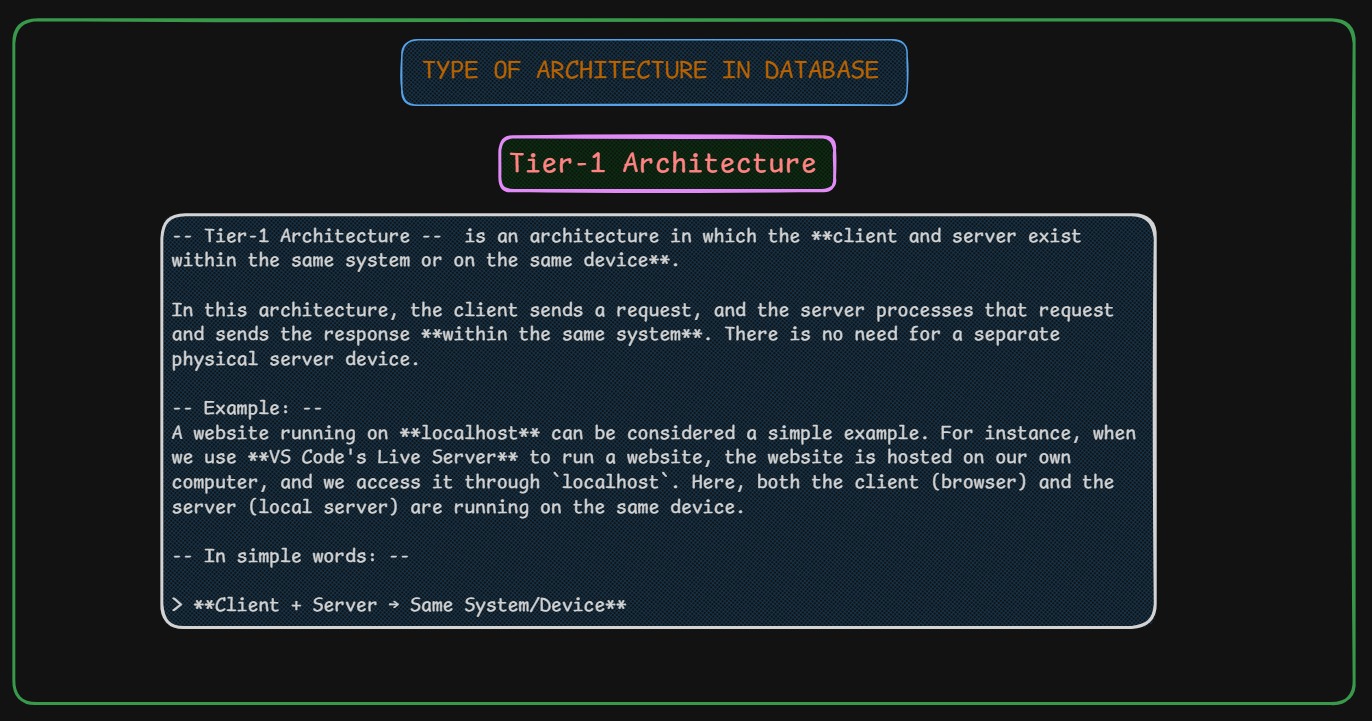 TYPE OF ARCHITECTURE IN DATABASE
Tier-1 Architecture
-- Tier-1 Architecture --  is an architecture in which the **client and server exist
within the same system or on the same device**.
In this architecture, the client sends a request, and the server processes that request
and sends the response **within the same system**. There is no need for a separate
physical server device.
-- Example: --
A website running on **localhost** can be considered a simple example. For instance, when
we use **VS Code's Live Server** to run a website, the website is hosted on our own
computer, and we access it through `localhost`. Here, both the client (browser) and the
server (local server) are running on the same device.
-- In simple words: --
> **Client + Server → Same System/Device**